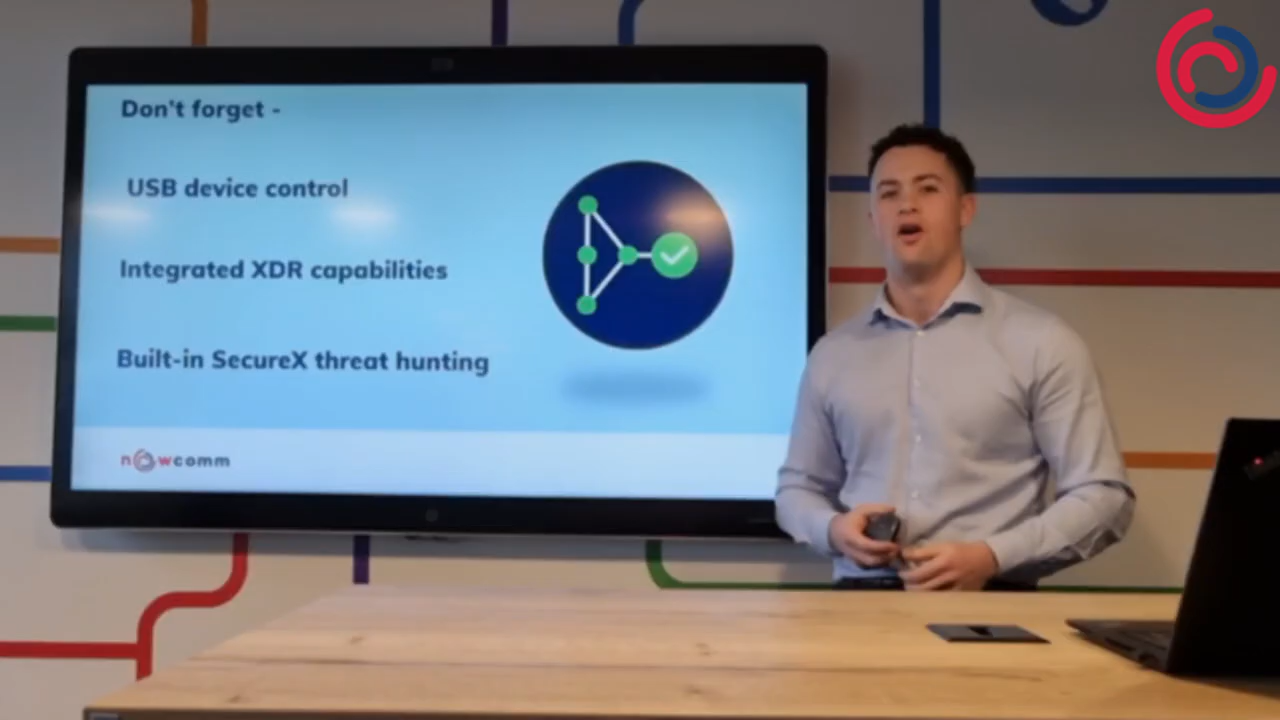 Don't forget -
USB device control
Integrated XDR capabilities
Built-in SecureX threat hunting
nowcomm